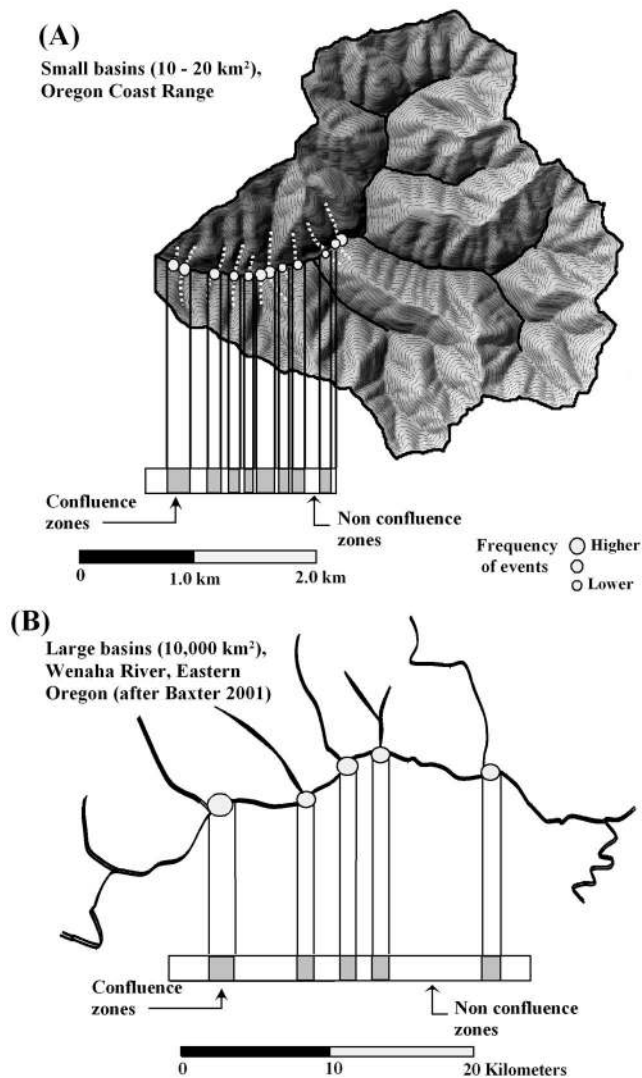 (A)
Small basins (10 - 20 km²),
Oregon Coast Range
Confluence
zones
Non confluence
zones
Frequency
of events
Higher
Lower
0
1.0 km
2.0 km
(B)
Large basins (10,000 km²),
Wenaha River, Eastern
Oregon (after Baxter 2001)
Confluence
zones
Non confluence
zones
0
10
20 Kilometers